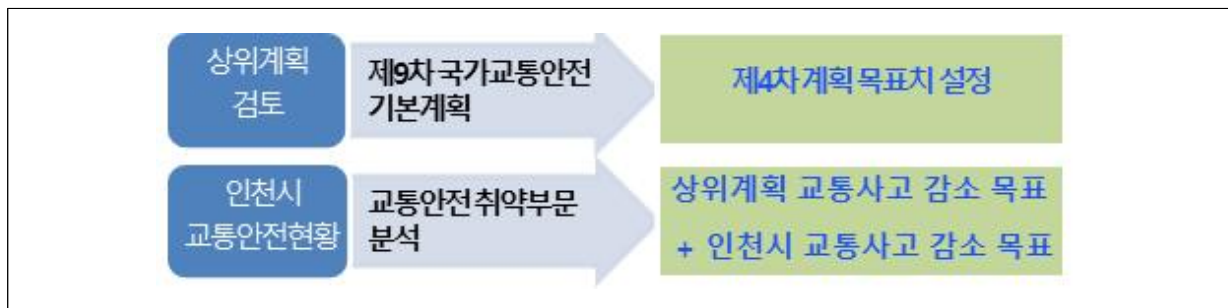 상위계획
검토
제9차 국가교통안전
기본계획
제4차 계획 목표치 설정
인천시
교통안전현황
교통안전 취약부문
분석
상위계획 교통사고 감소 목표
+ 인천시 교통사고 감소 목표